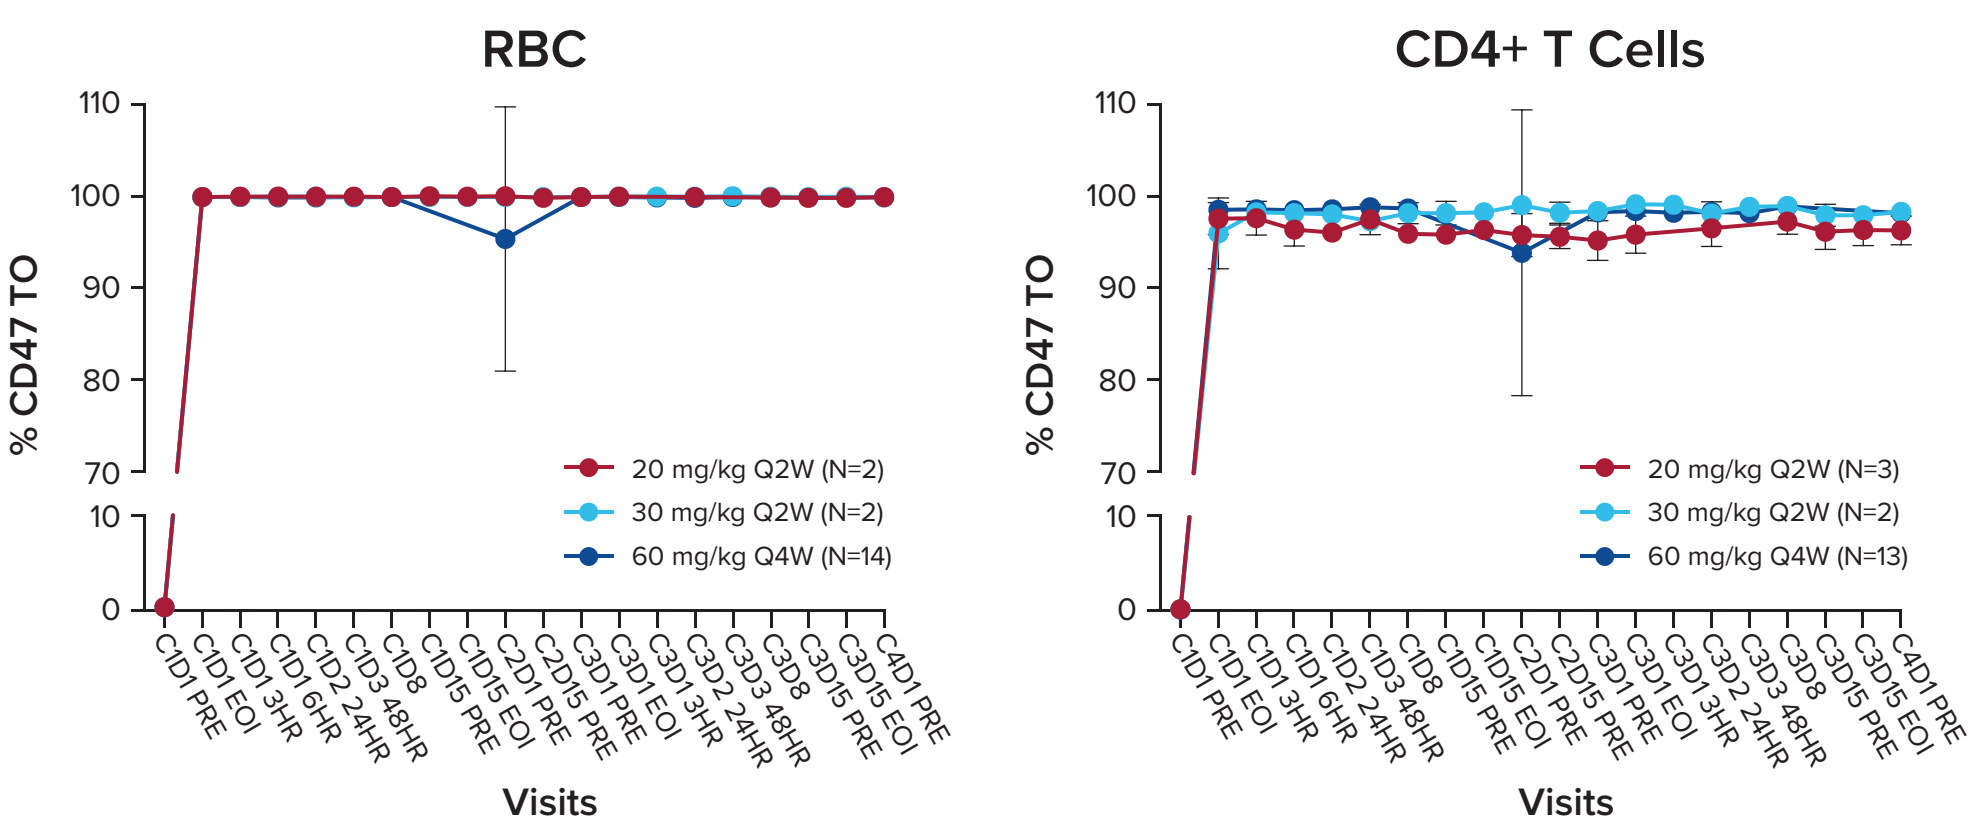 RBC
% CD47 TO
110
100
90
80
70
10
0
20 mg/kg Q2W (N=2)
30 mg/kg Q2W (N=2)
60 mg/kg Q4W (N=14)
C1D1 PRE
C1D1 EOI
C1D1 3HR
C1D1 6HR
C1D2 24HR
C1D3 48HR
C1D8
C1D15 PRE
C1D15 EOI
C2D1 PRE
C2D15 PRE
C3D1 PRE
C3D1 EOI
C3D1 3HR
C3D2 24HR
C3D3 48HR
C3D8
C3D15 PRE
C3D15 EOI
C4D1 PRE
Visits
CD4+ T Cells
% CD47 TO
110
100
90
80
70
10
0
20 mg/kg Q2W (N=3)
30 mg/kg Q2W (N=2)
60 mg/kg Q4W (N=13)
C1D1 PRE
C1D1 EOI
C1D1 3HR
C1D1 6HR
C1D2 24HR
C1D3 48HR
C1D8
C1D15 PRE
C1D15 EOI
C2D1 PRE
C2D15 PRE
C3D1 PRE
C3D1 EOI
C3D1 3HR
C3D2 24HR
C3D3 48HR
C3D8
C3D15 PRE
C3D15 EOI
C4D1 PRE
Visits